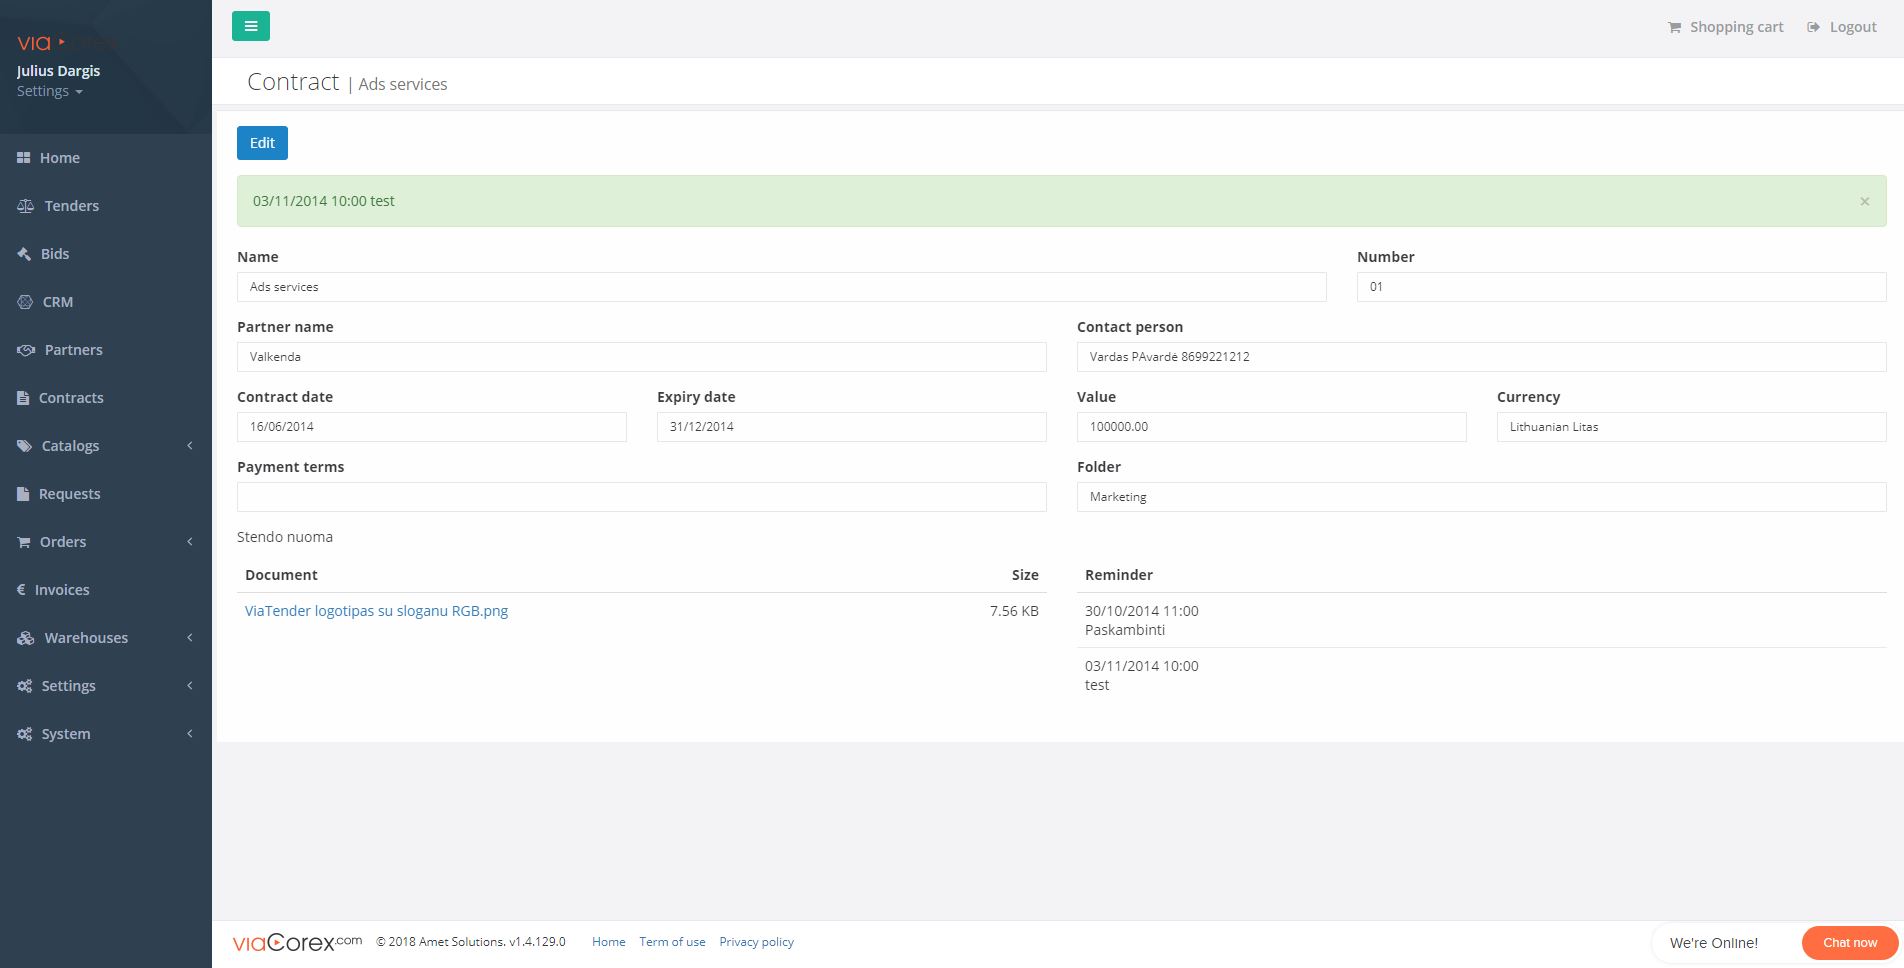 viaCorex
Julius Dargis
Settings
Home
Tenders
Bids
CRM
Partners
Contracts
Catalogs
Requests
Orders
€ Invoices
Warehouses
Settings
System
Shopping cart
Logout
Contract | Ads services
Edit
03/11/2014 10:00 test ×
Name
Number
Ads services
01
Partner name
Contact person
Valkenda
Vardas PAvardė 8699221212
Contract date
Expiry date
Value
Currency
16/06/2014
31/12/2014
100000.00
Lithuanian Litas
Payment terms
Folder
Marketing
Stendo nuoma
Document
Size
Reminder
ViaTender logotipas su sloganu RGB.png
7.56 KB
30/10/2014 11:00
Paskambinti
03/11/2014 10:00
test
viaCorex.com © 2018 Amet Solutions. v1.4.129.0 Home Term of use Privacy policy
We're Online!
Chat now